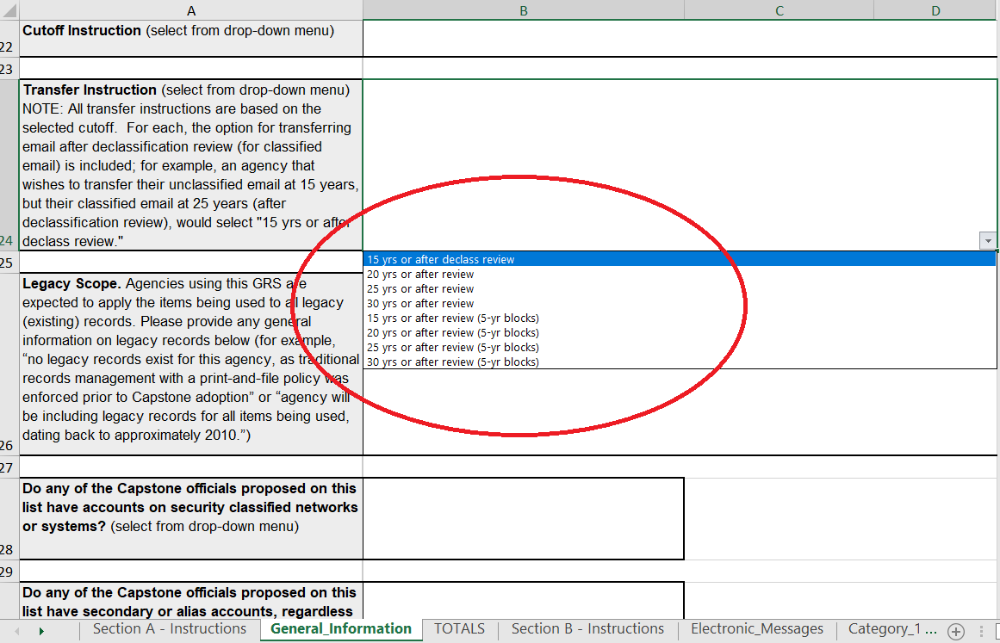 A B C D
Cutoff Instruction (select from drop-down menu)
22
23
Transfer Instruction (select from drop-down menu)
NOTE: All transfer instructions are based on the
selected cutoff.  For each, the option for transferring
email after declassification review (for classified
email) is included; for example, an agency that
wishes to transfer their unclassified email at 15 years,
but their classified email at 25 years (after
declassification review), would select "15 yrs or after
declass review."
24
25
15 yrs or after declass review
20 yrs or after review
25 yrs or after review
30 yrs or after review
15 yrs or after review (5-yr blocks)
20 yrs or after review (5-yr blocks)
25 yrs or after review (5-yr blocks)
30 yrs or after review (5-yr blocks)
Legacy Scope. Agencies using this GRS are
expected to apply the items being used to all legacy
(existing) records. Please provide any general
information on legacy records below (for example,
“no legacy records exist for this agency, as traditional
records management with a print-and-file policy was
enforced prior to Capstone adoption” or “agency will
be including legacy records for all items being used,
dating back to approximately 2010.”)
26
27
Do any of the Capstone officials proposed on this
list have accounts on security classified networks
or systems? (select from drop-down menu)
28
29
Do any of the Capstone officials proposed on this
list have secondary or alias accounts, regardless
Section A - Instructions General_Information TOTALS Section B - Instructions Electronic_Messages Category_1 ...